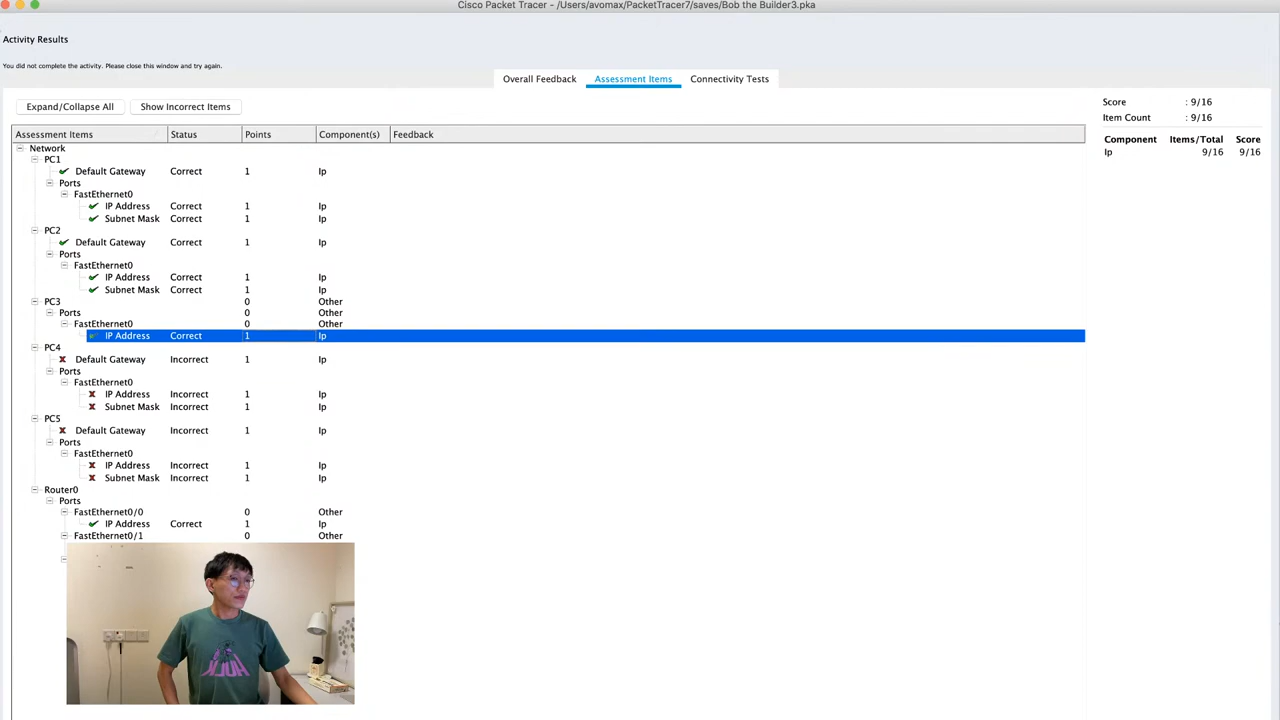 Cisco Packet Tracer - /Users/avomax/PacketTracer7/saves/Bob the Builder3.pka
Activity Results
You did not complete the activity. Please close this window and try again.
Overall Feedback Assessment Items Connectivity Tests
Expand/Collapse All Show Incorrect Items
Score : 9/16
Item Count : 9/16
Component Items/Total Score
Ip 9/16 9/16
Assessment Items Status Points Component(s) Feedback
Network
PC1
Default Gateway Correct 1 Ip
Ports
FastEthernet0
IP Address Correct 1 Ip
Subnet Mask Correct 1 Ip
PC2
Default Gateway Correct 1 Ip
Ports
FastEthernet0
IP Address Correct 1 Ip
Subnet Mask Correct 1 Ip
PC3 0 Other
Ports 0 Other
FastEthernet0 0 Other
IP Address Correct 1 Ip
PC4
Default Gateway Incorrect 1 Ip
Ports
FastEthernet0
IP Address Incorrect 1 Ip
Subnet Mask Incorrect 1 Ip
PC5
Default Gateway Incorrect 1 Ip
Ports
FastEthernet0
IP Address Incorrect 1 Ip
Subnet Mask Incorrect 1 Ip
Router0
Ports
FastEthernet0/0 0 Other
IP Address Correct 1 Ip
FastEthernet0/1 0 Other